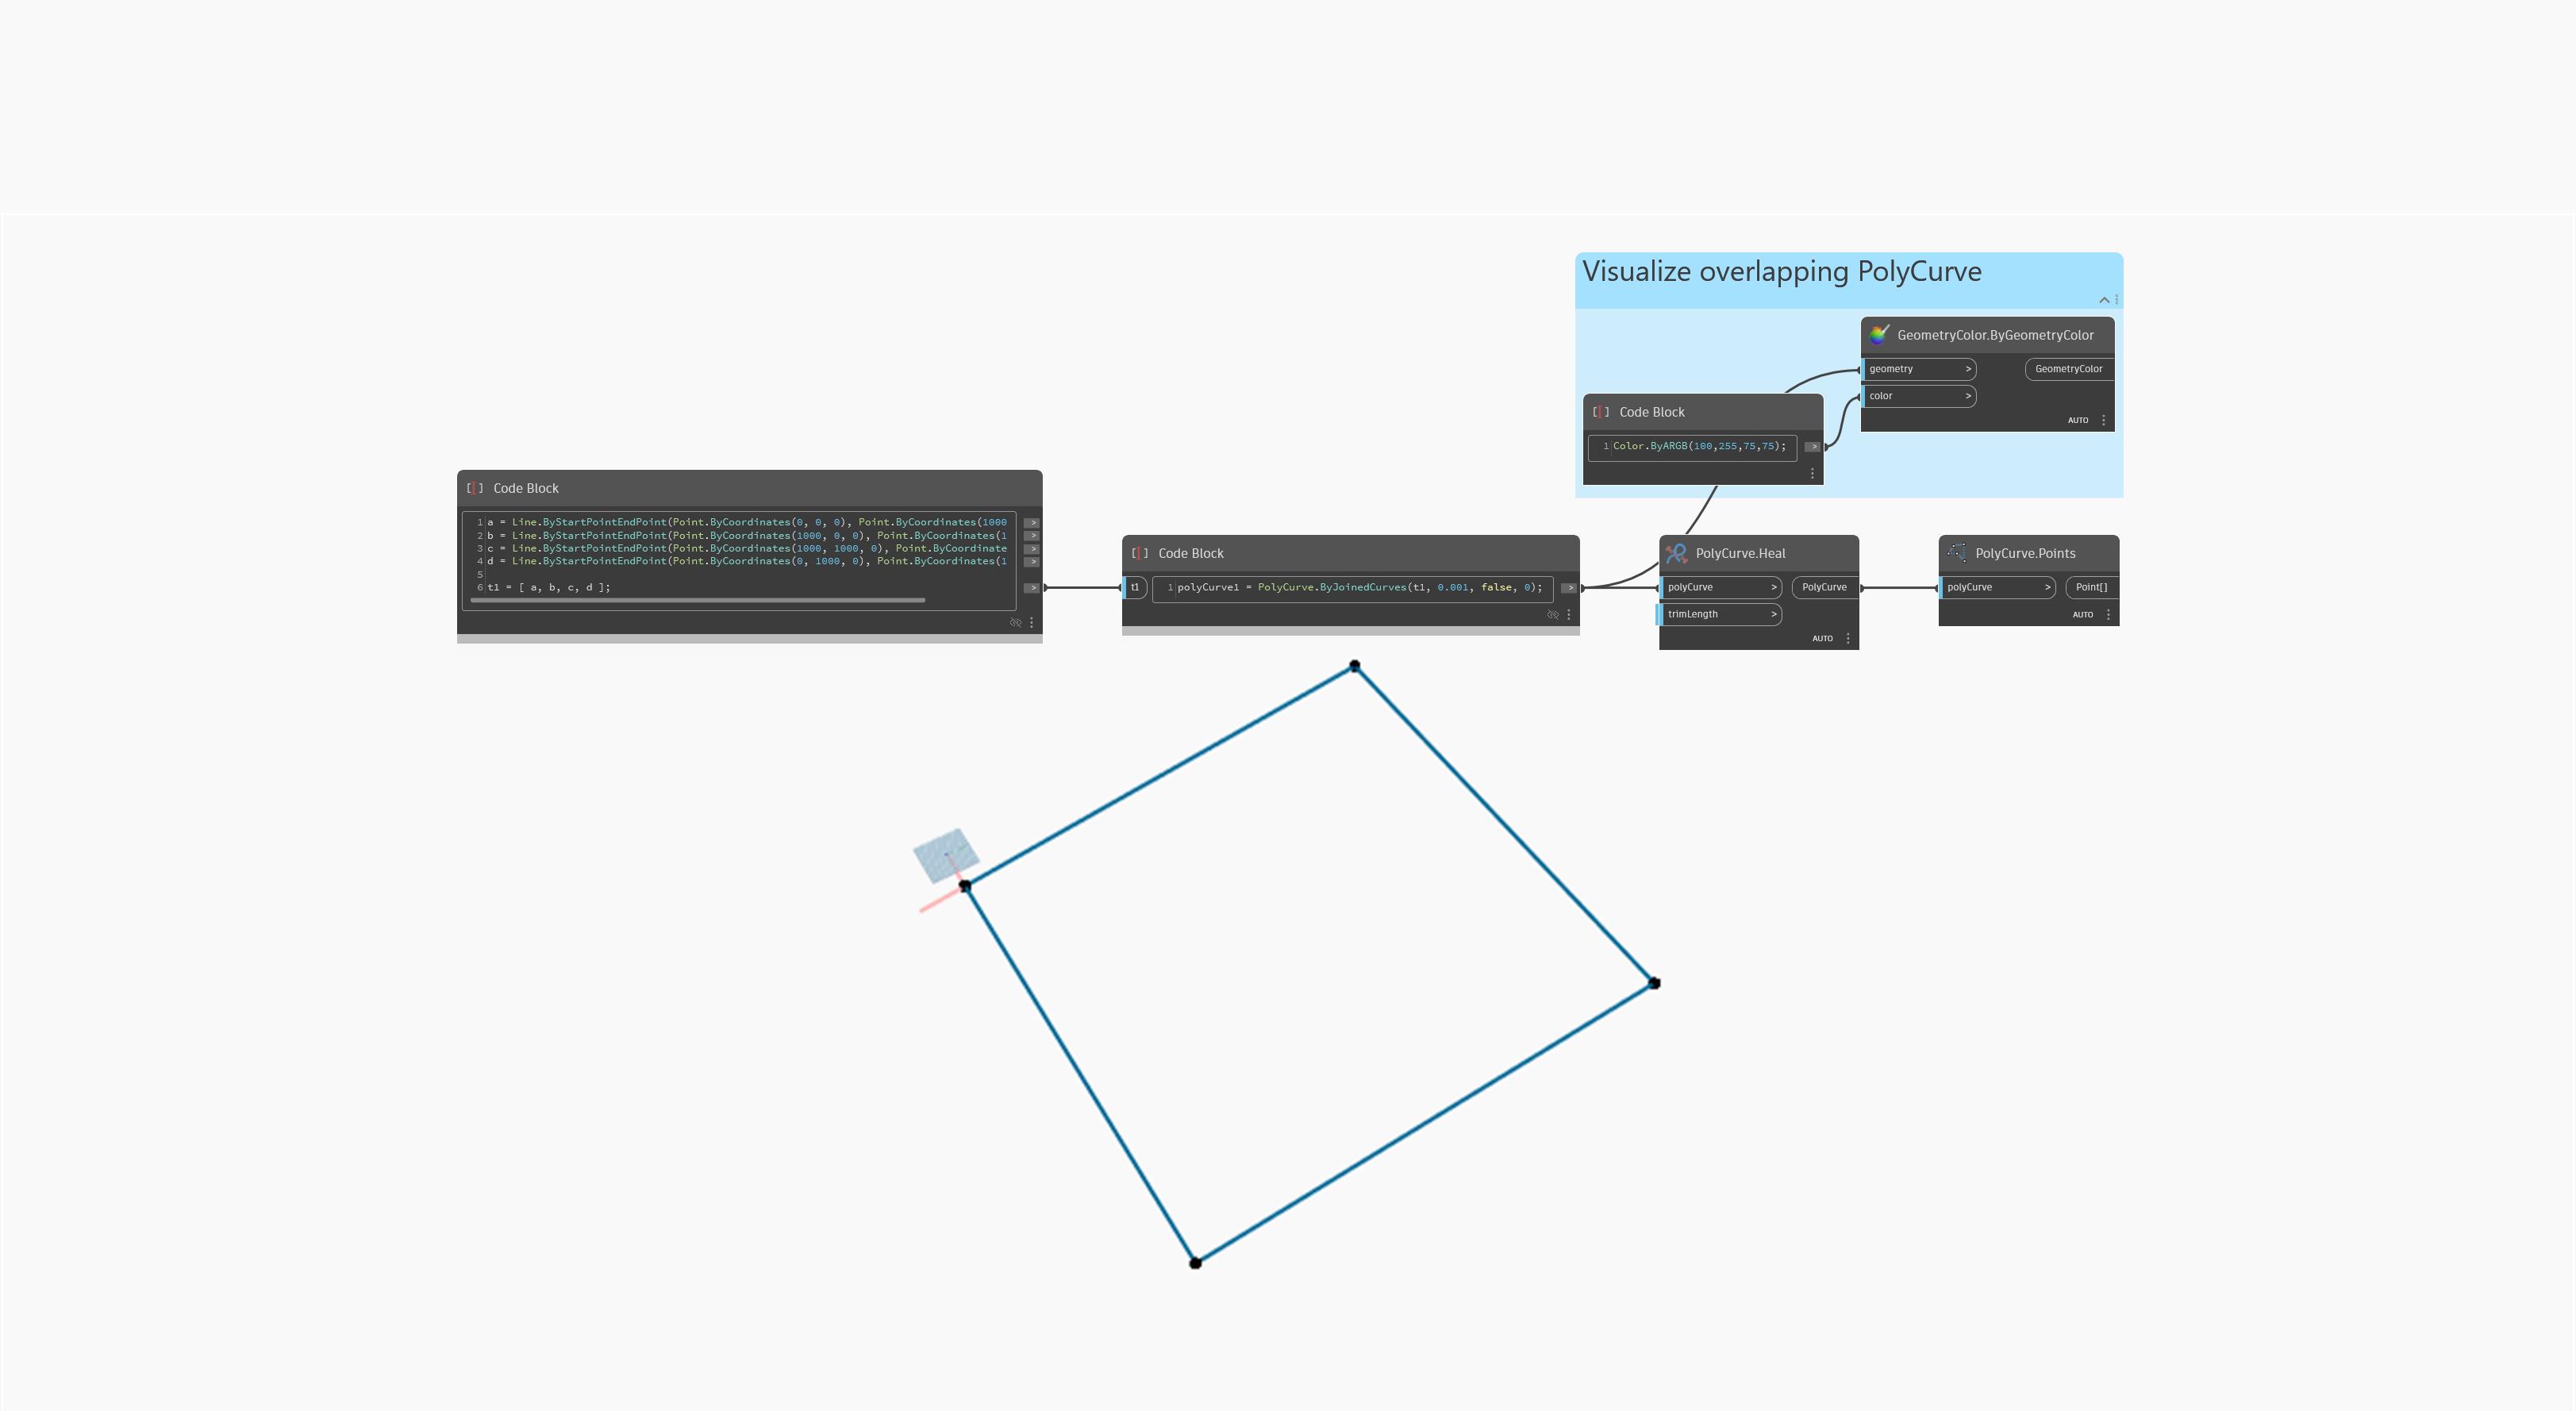 Visualize overlapping PolyCurve
GeometryColor.ByGeometryColor
geometry >
GeometryColor
color >
AUTO
Code Block
1 Color.ByARGB(100,255,75,75);
>
Code Block
1 a = Line.ByStartPointEndPoint(Point.ByCoordinates(0, 0, 0), Point.ByCoordinates(1000
>
2 b = Line.ByStartPointEndPoint(Point.ByCoordinates(1000, 0, 0), Point.ByCoordinates(1
>
3 c = Line.ByStartPointEndPoint(Point.ByCoordinates(1000, 1000, 0), Point.ByCoordinate
>
4 d = Line.ByStartPointEndPoint(Point.ByCoordinates(0, 1000, 0), Point.ByCoordinates(1
>
5
6 t1 = [ a, b, c, d ];
>
Code Block
t1
1 polyCurve1 = PolyCurve.ByJoinedCurves(t1, 0.001, false, 0);
>
PolyCurve.Heal
polyCurve >
PolyCurve
trimLength >
AUTO
PolyCurve.Points
polyCurve >
Point[]
AUTO